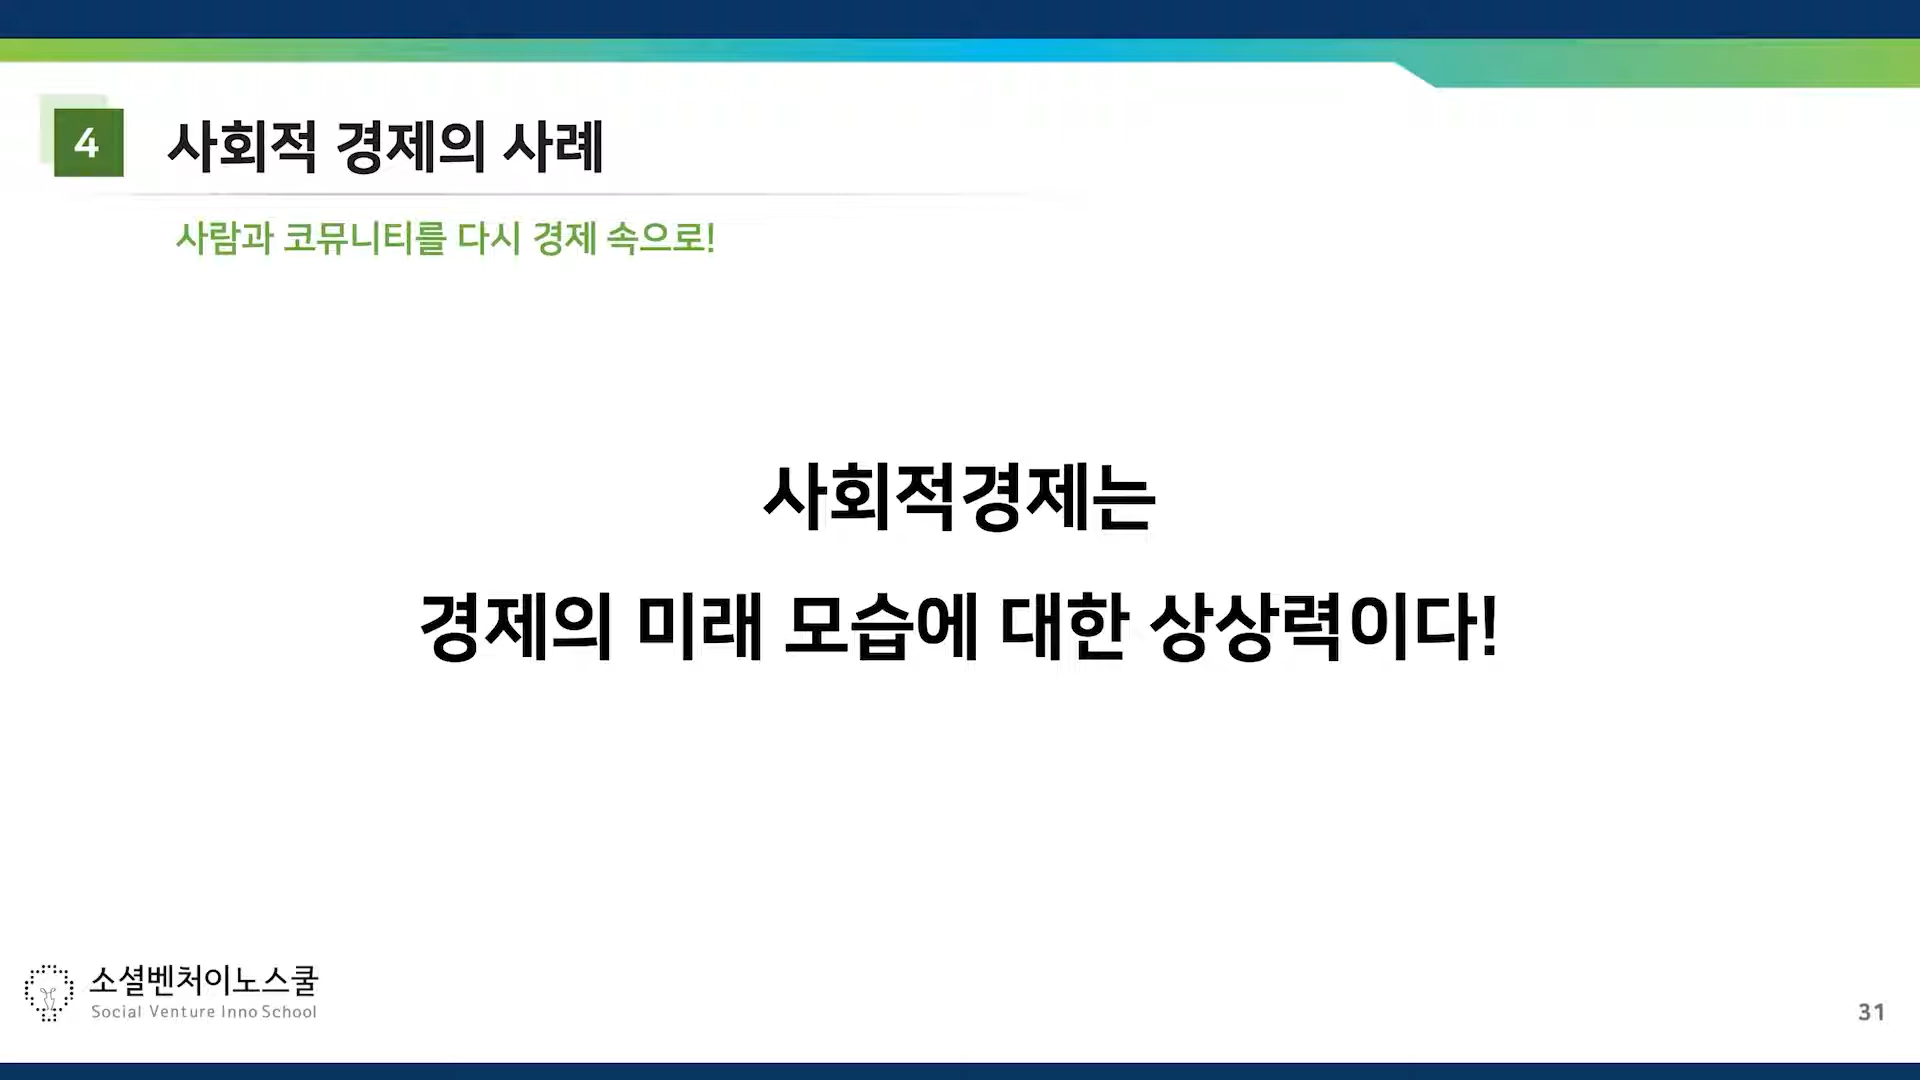 4
사회적 경제의 사례
사람과 코뮤니티를 다시 경제 속으로!
사회적경제는
경제의 미래 모습에 대한 상상력이다!
소셜벤처이노스쿨
Social Venture Inno School
31